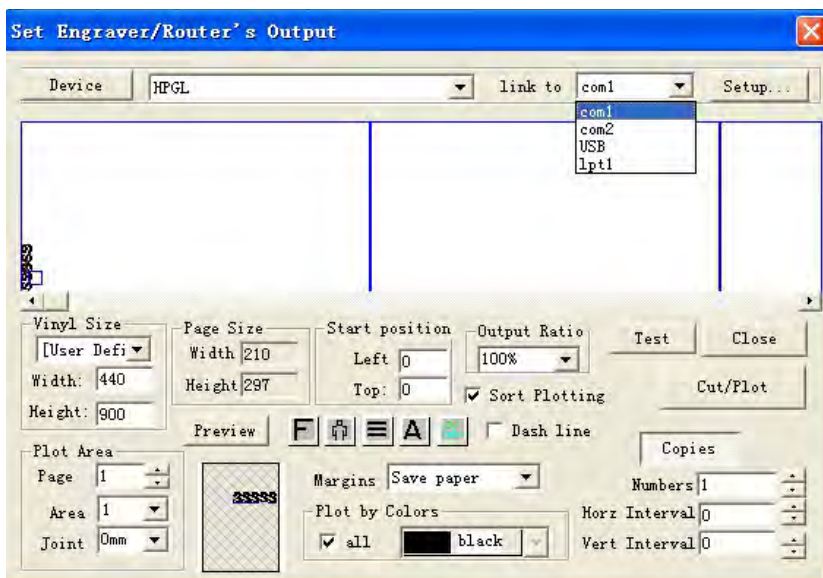 Set Engraver/Router's Output
Device HPGL link to com1 Setup...
com1
com2
USB
lpt1
sssss
Vinyl Size
[User Defi
Width: 440
Height: 900
Page Size
Width 210
Height 297
Start position
Left 0
Top: 0
Output Ratio
100%
Sort Plotting
Test
Close
Cut/Plot
Preview
F
A
Dash line
Copies
Plot Area
Page 1
Area 1
Joint 0mm
sssss
Margins Save paper
Plot by Colors
all black
Numbers 1
Horz Interval 0
Vert Interval 0